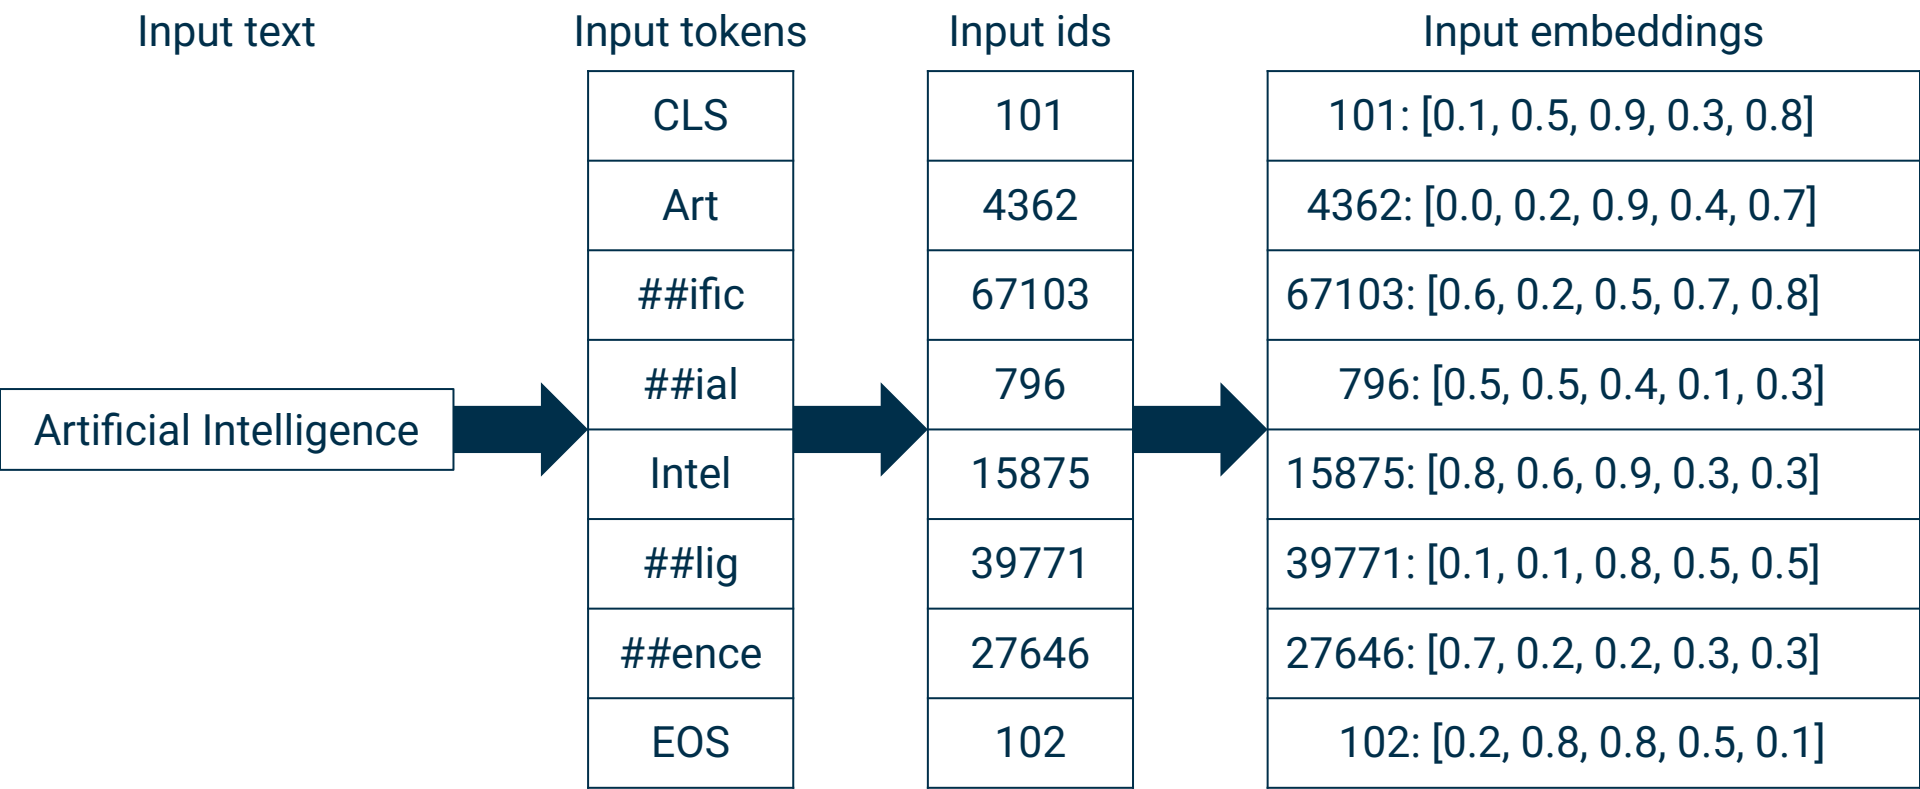 Input text Input tokens Input ids Input embeddings
CLS 101 101: [0.1, 0.5, 0.9, 0.3, 0.8]
Art 4362 4362: [0.0, 0.2, 0.9, 0.4, 0.7]
##ific 67103 67103: [0.6, 0.2, 0.5, 0.7, 0.8]
##ial 796 796: [0.5, 0.5, 0.4, 0.1, 0.3]
Artificial Intelligence
Intel 15875 15875: [0.8, 0.6, 0.9, 0.3, 0.3]
##lig 39771 39771: [0.1, 0.1, 0.8, 0.5, 0.5]
##ence 27646 27646: [0.7, 0.2, 0.2, 0.3, 0.3]
EOS 102 102: [0.2, 0.8, 0.8, 0.5, 0.1]